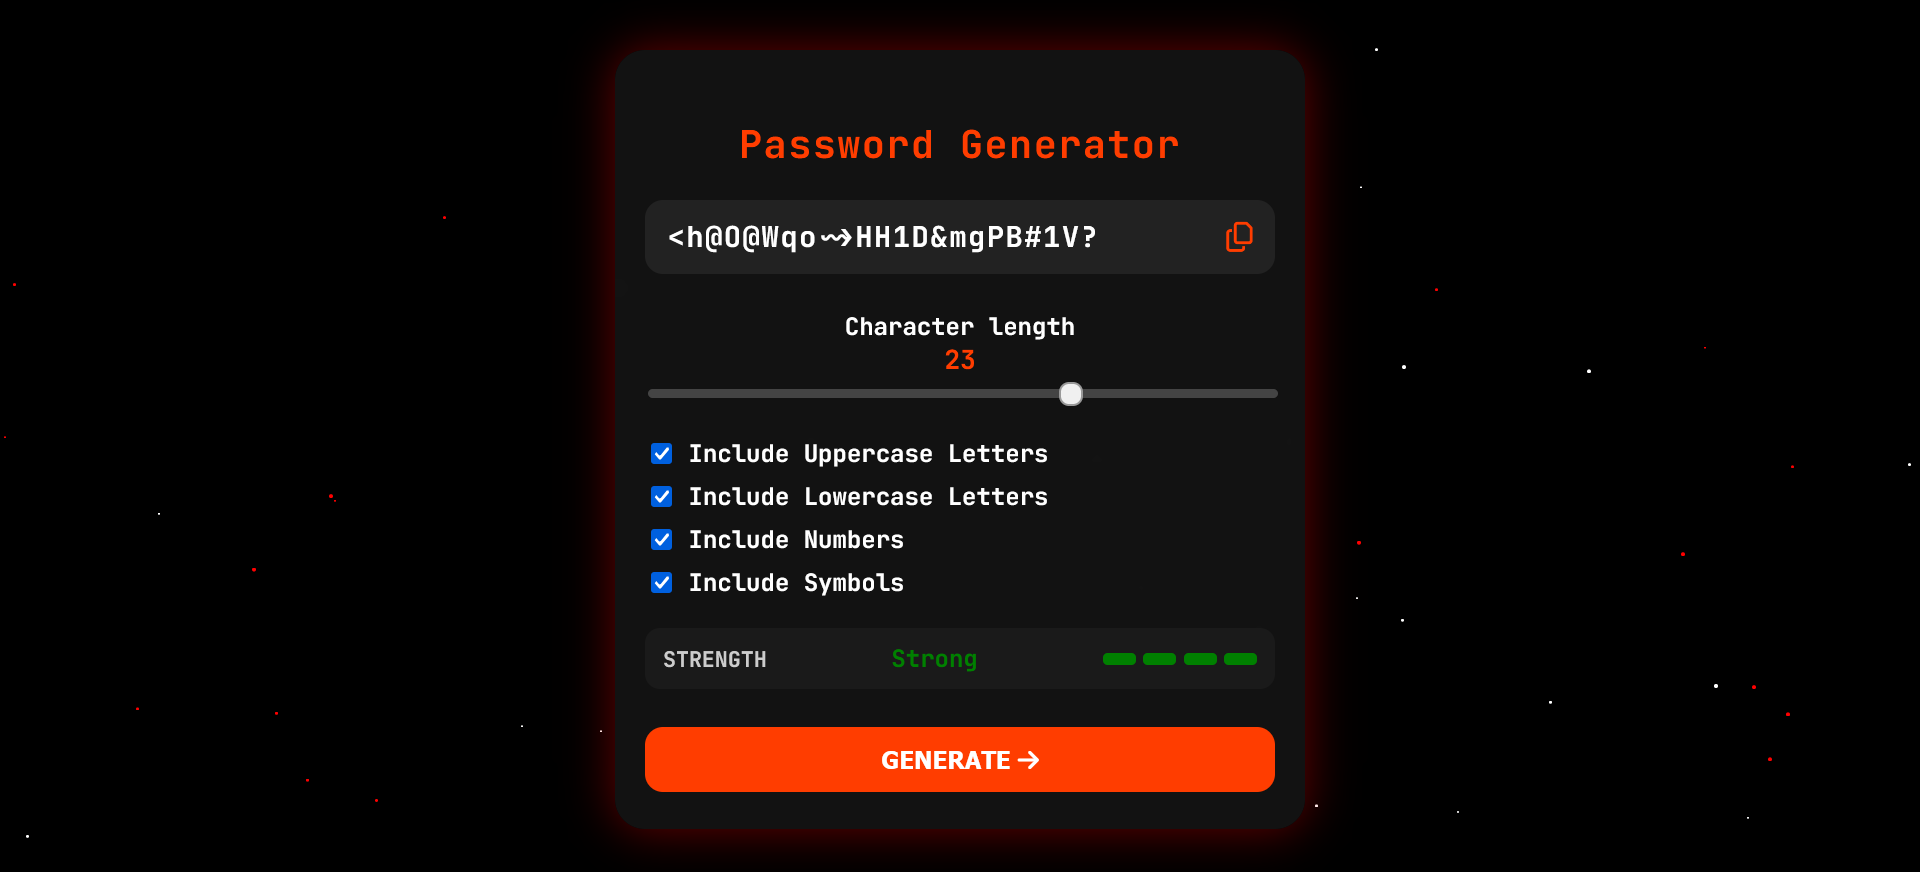 Password Generator
<h@O@Wqo~>HH1D&mgPB#1V?
Character length
23
Include Uppercase Letters
Include Lowercase Letters
Include Numbers
Include Symbols
STRENGTH Strong
GENERATE →